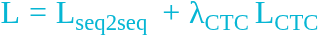 L = L_seq2seq + λ_CTC L_CTC